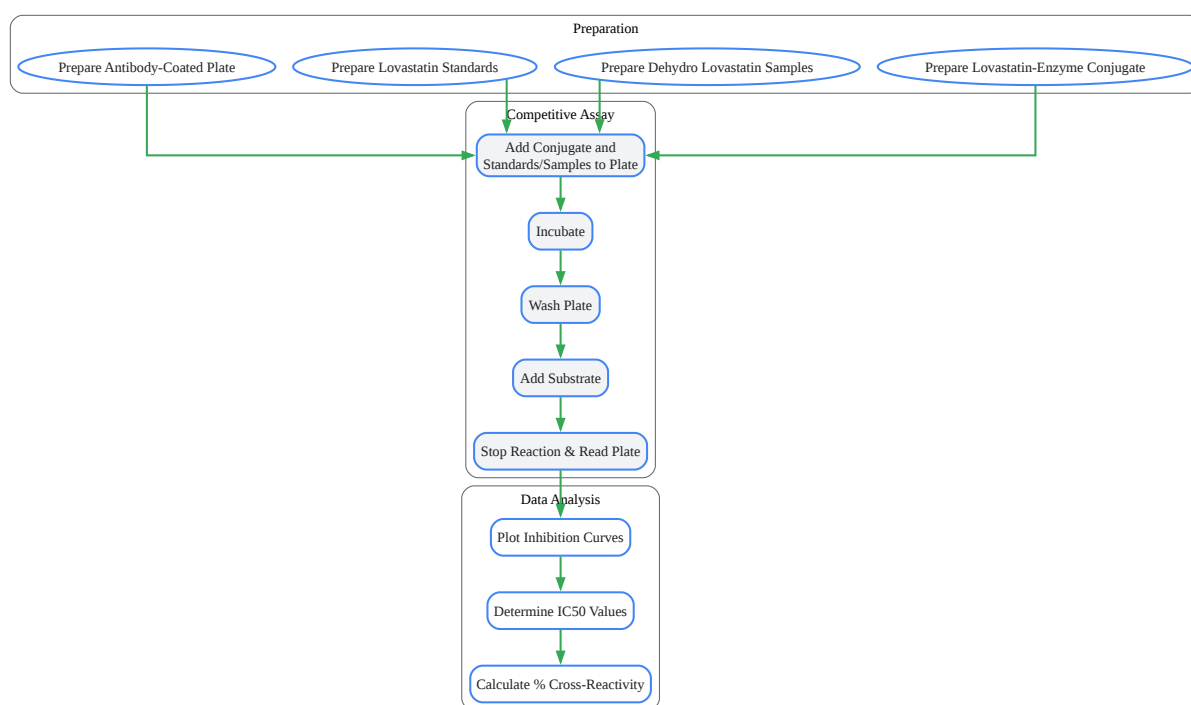 Preparation
Prepare Antibody-Coated Plate
Prepare Lovastatin Standards
Prepare Dehydro Lovastatin Samples
Prepare Lovastatin-Enzyme Conjugate
Competitive Assay
Add Conjugate and
Standards/Samples to Plate
Incubate
Wash Plate
Add Substrate
Stop Reaction & Read Plate
Data Analysis
Plot Inhibition Curves
Determine IC50 Values
Calculate % Cross-Reactivity